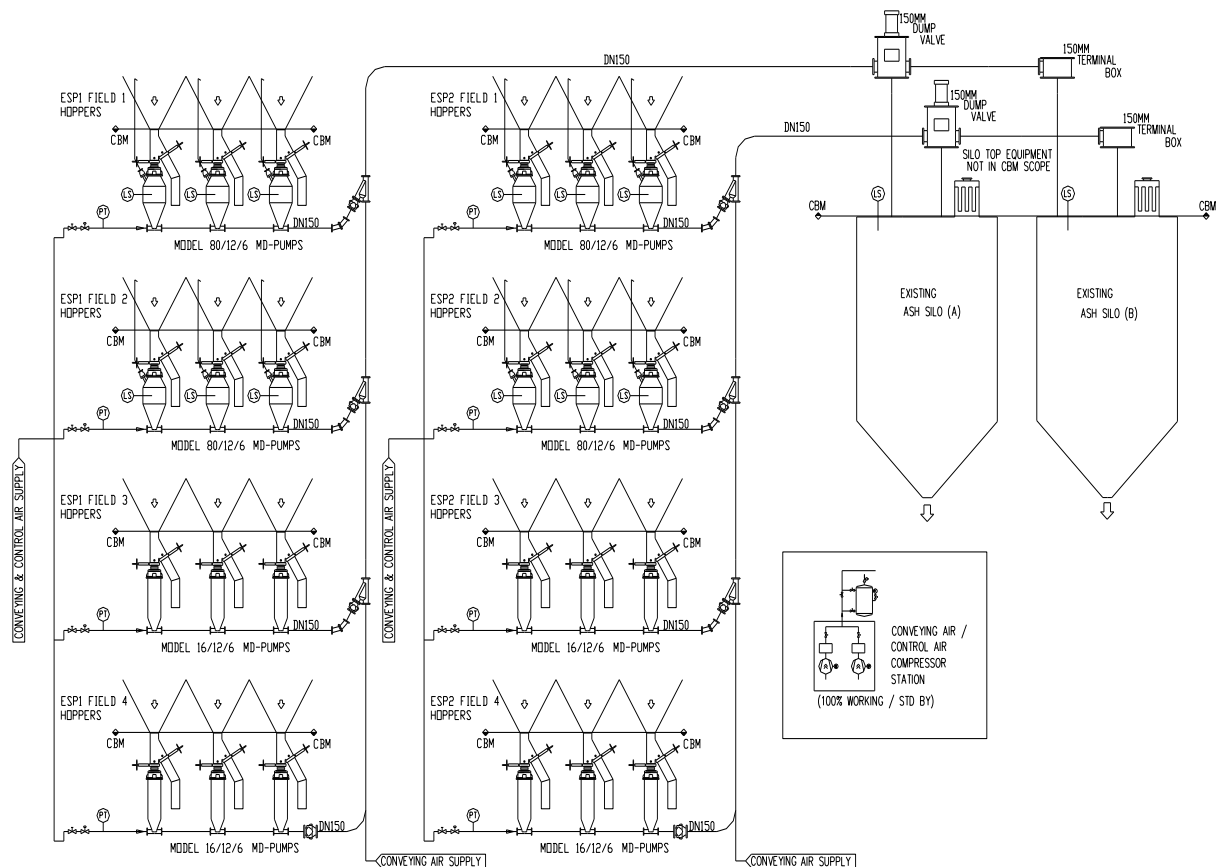 150MM
DUMP
VALVE
150MM
TERMINAL
BOX
DN150
150MM
DUMP
VALVE
150MM
TERMINAL
BOX
DN150
SILO TOP EQUIPMENT
NOT IN CBM SCOPE
LS
LS
CBM
CBM
EXISTING
ASH SILO (A)
EXISTING
ASH SILO (B)
ESP1 FIELD 1
HOPPERS
CBM
CBM
LS
LS
LS
PT
DN150
MODEL 80/12/6 MD-PUMPS
ESP2 FIELD 1
HOPPERS
CBM
CBM
LS
LS
LS
PT
DN150
MODEL 80/12/6 MD-PUMPS
ESP1 FIELD 2
HOPPERS
CBM
CBM
LS
LS
LS
PT
DN150
MODEL 80/12/6 MD-PUMPS
ESP2 FIELD 2
HOPPERS
CBM
CBM
LS
LS
LS
PT
DN150
MODEL 80/12/6 MD-PUMPS
CONVEYING & CONTROL AIR SUPPLY
CONVEYING & CONTROL AIR SUPPLY
ESP1 FIELD 3
HOPPERS
CBM
CBM
PT
DN150
MODEL 16/12/6 MD-PUMPS
ESP2 FIELD 3
HOPPERS
CBM
CBM
PT
DN150
MODEL 16/12/6 MD-PUMPS
ESP1 FIELD 4
HOPPERS
CBM
CBM
PT
DN150
MODEL 16/12/6 MD-PUMPS
ESP2 FIELD 4
HOPPERS
CBM
CBM
PT
DN150
MODEL 16/12/6 MD-PUMPS
CONVEYING AIR SUPPLY
CONVEYING AIR SUPPLY
CONVEYING AIR /
CONTROL AIR
COMPRESSOR
STATION
(100% WORKING / STD BY)